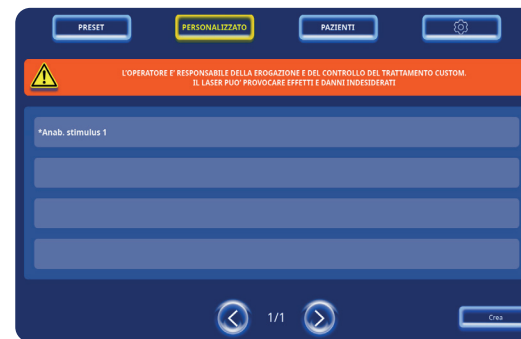 PRESET
PERSONALIZZATO
PAZIENTI
L'OPERATORE E' RESPONSABILE DELLA EROGAZIONE E DEL CONTROLLO DEL TRATTAMENTO CUSTOM.
IL LASER PUO' PROVOCARE EFFETTI E DANNI INDESIDERATI
*Anab. stimulus 1
1/1
Crea